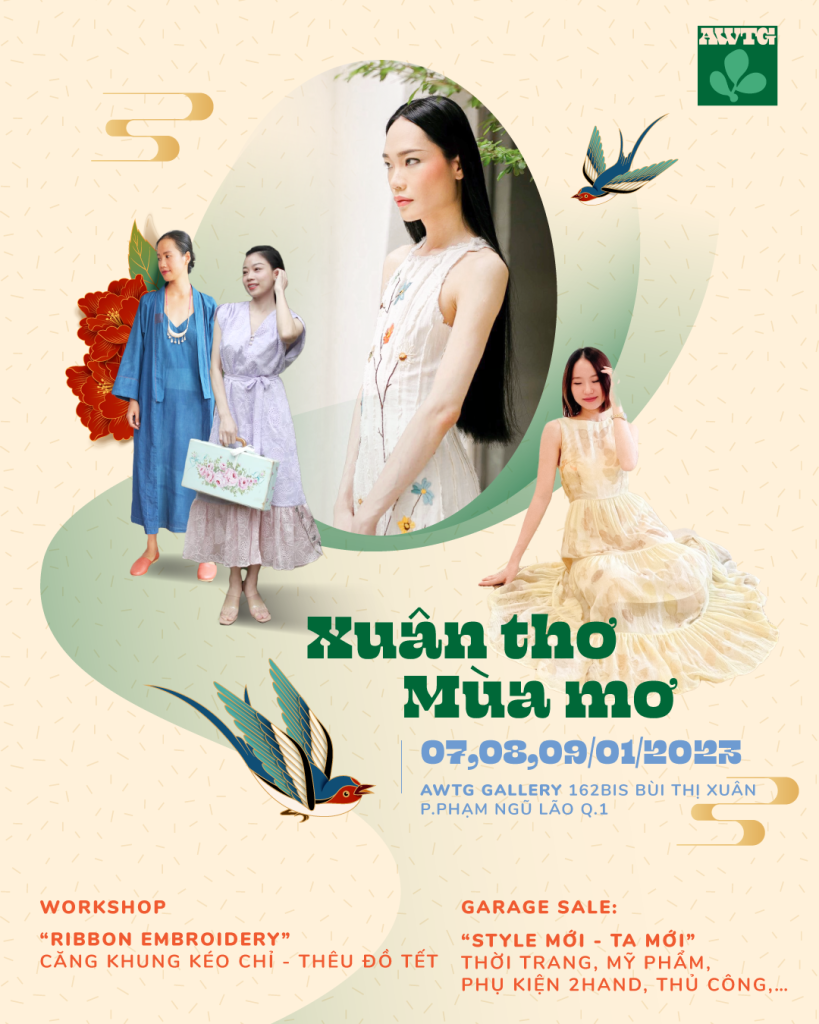 AWTG
Xuân thơ
Mùa mơ
07,08,09/01/2023
AWTG GALLERY 162BIS BÙI THỊ XUÂN
P.PHẠM NGŨ LÃO Q.1
WORKSHOP
“RIBBON EMBROIDERY”
CĂNG KHUNG KÉO CHỈ - THÊU ĐỒ TẾT
GARAGE SALE:
“STYLE MỚI - TA MỚI”
THỜI TRANG, MỸ PHẨM,
PHỤ KIỆN 2HAND, THỦ CÔNG,...